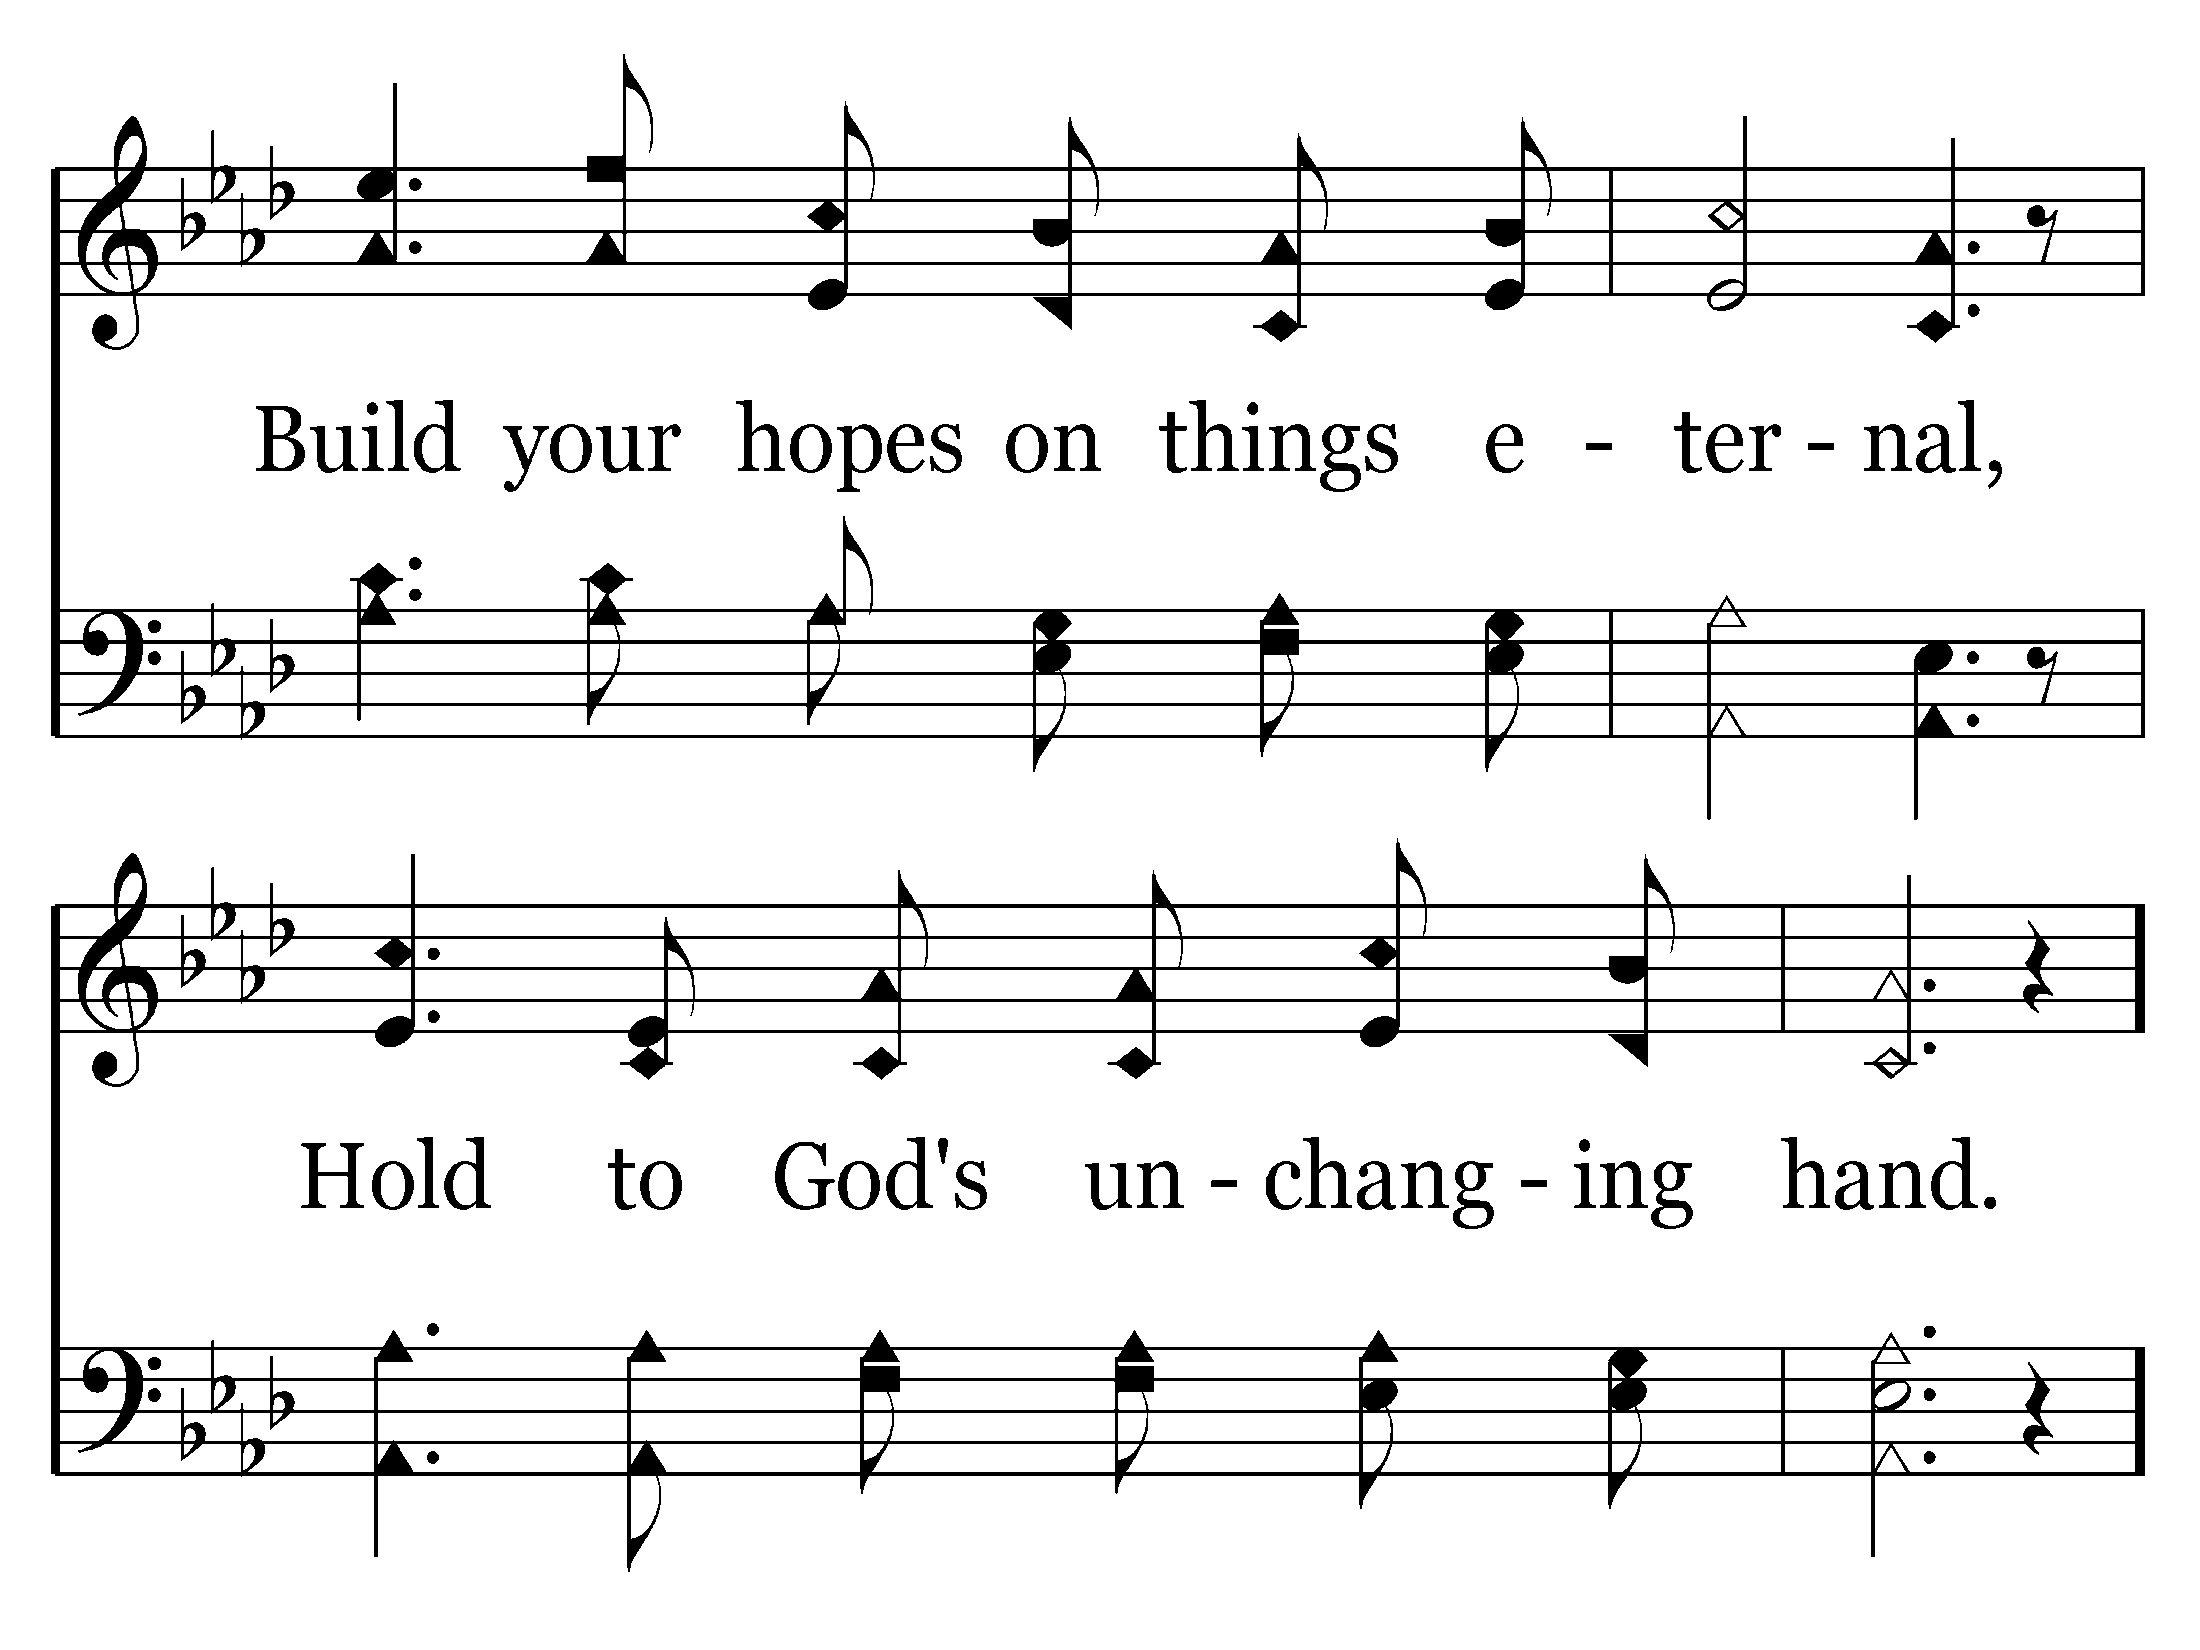 Build your hopes on things e - ter - nal,
Hold to God's un - chang - ing hand.